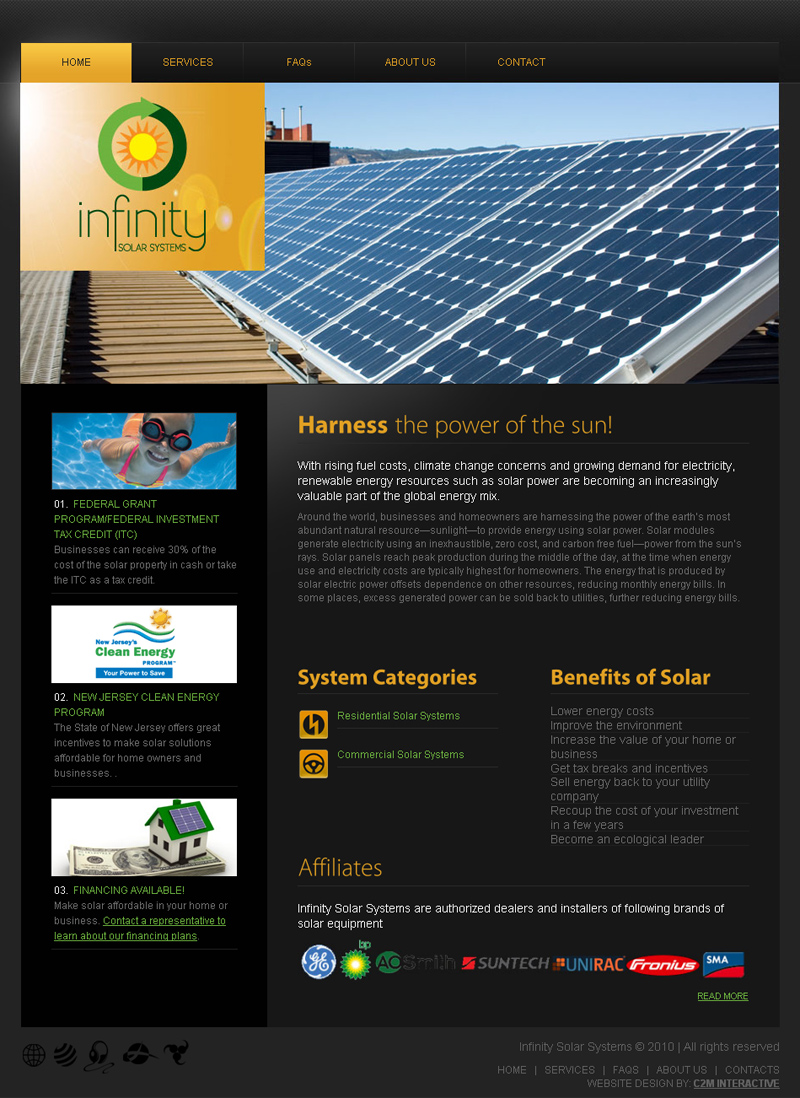 HOME SERVICES FAQs ABOUT US CONTACT
infinity
SOLAR SYSTEMS
01. FEDERAL GRANT
PROGRAM/FEDERAL INVESTMENT
TAX CREDIT (ITC)
Businesses can receive 30% of the
cost of the solar property in cash or take
the ITC as a tax credit.
New Jersey's
Clean Energy
PROGRAM™
Your Power to Save
02. NEW JERSEY CLEAN ENERGY
PROGRAM
The State of New Jersey offers great
incentives to make solar solutions
affordable for home owners and
businesses. .
03. FINANCING AVAILABLE!
Make solar affordable in your home or
business. Contact a representative to
learn about our financing plans.
Harness the power of the sun!
With rising fuel costs, climate change concerns and growing demand for electricity,
renewable energy resources such as solar power are becoming an increasingly
valuable part of the global energy mix.
Around the world, businesses and homeowners are harnessing the power of the earth's most
abundant natural resource—sunlight—to provide energy using solar power. Solar modules
generate electricity using an inexhaustible, zero cost, and carbon free fuel—power from the sun's
rays. Solar panels reach peak production during the middle of the day, at the time when energy
use and electricity costs are typically highest for homeowners. The energy that is produced by
solar electric power offsets dependence on other resources, reducing monthly energy bills. In
some places, excess generated power can be sold back to utilities, further reducing energy bills.
System Categories
Residential Solar Systems
Commercial Solar Systems
Benefits of Solar
Lower energy costs
Improve the environment
Increase the value of your home or
business
Get tax breaks and incentives
Sell energy back to your utility
company
Recoup the cost of your investment
in a few years
Become an ecological leader
Affiliates
Infinity Solar Systems are authorized dealers and installers of following brands of
solar equipment
GE bp AO Smith SUNTECH UNIRAC Fronius SMA
READ MORE
Infinity Solar Systems © 2010 | All rights reserved
HOME | SERVICES | FAQS | ABOUT US | CONTACTS
WEBSITE DESIGN BY: C2M INTERACTIVE